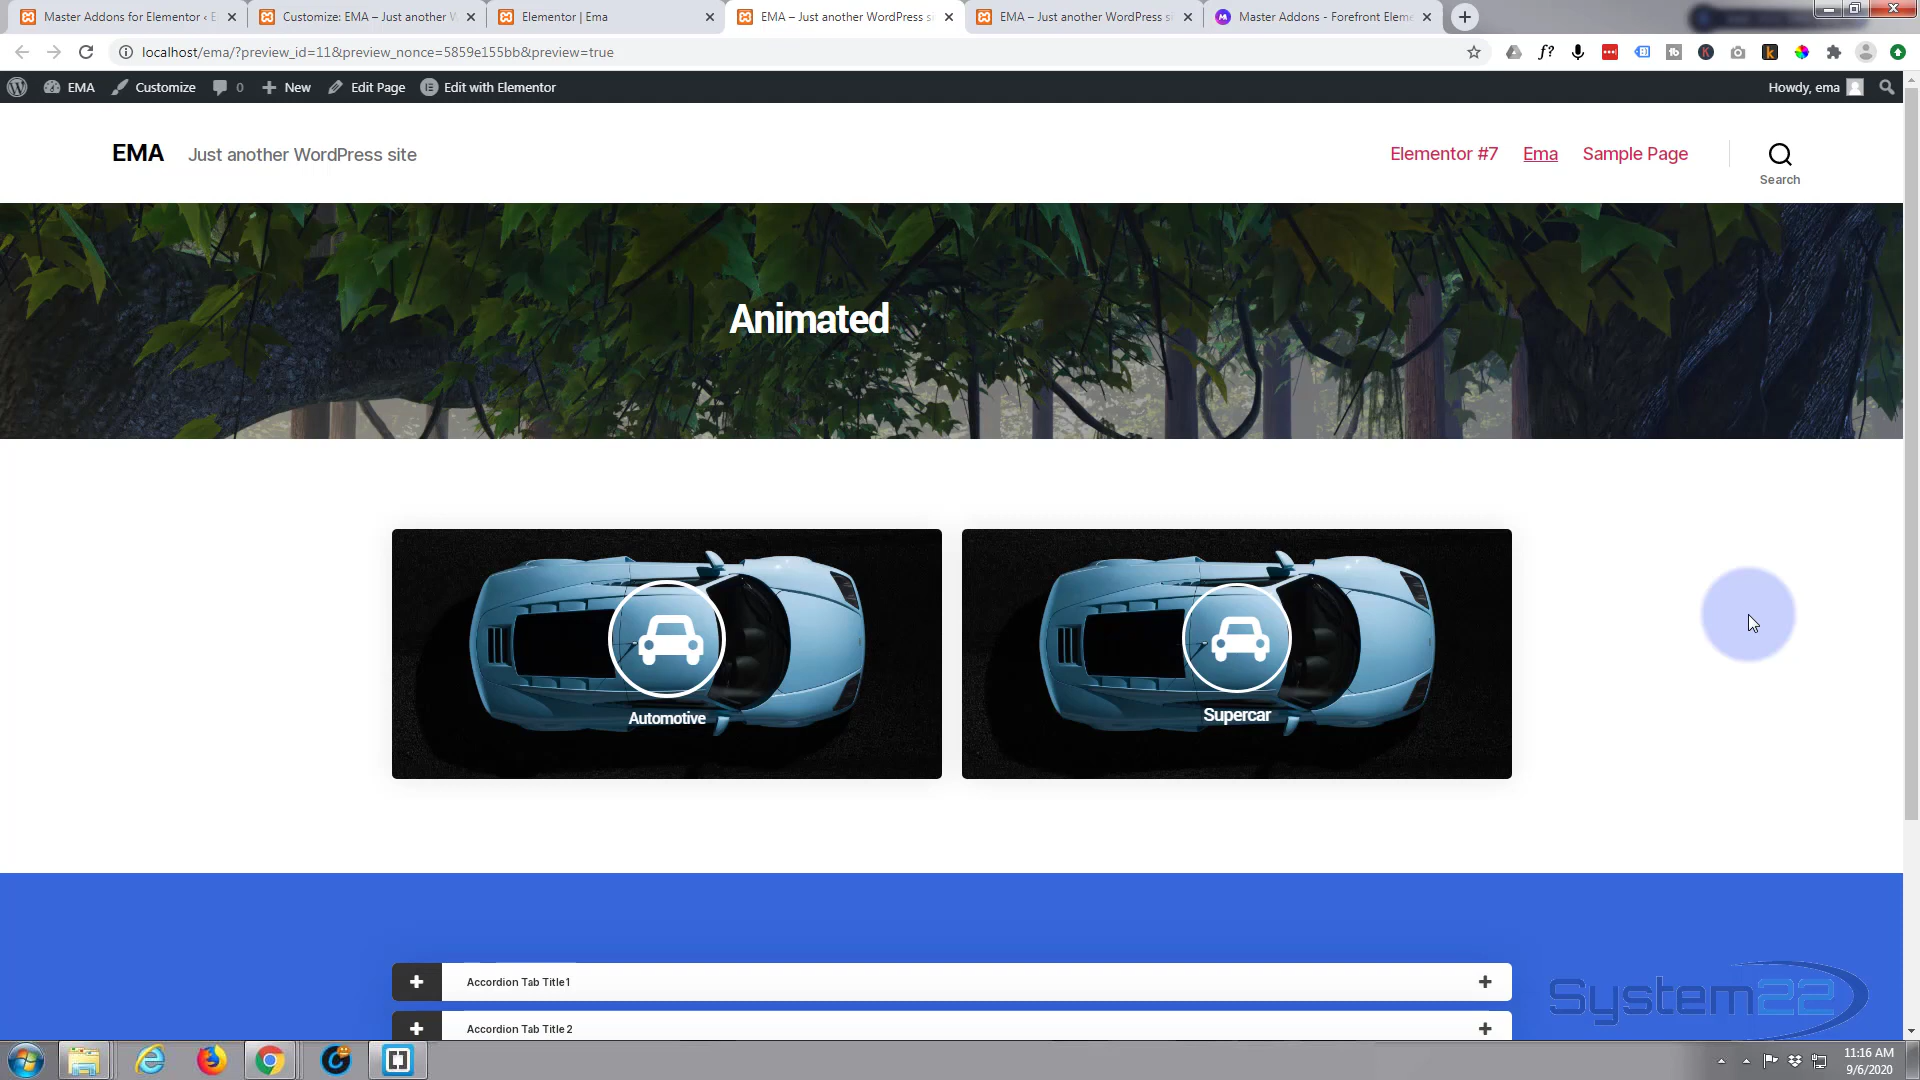 Master Addons for Elementor ‹ E
Customize: EMA – Just another W
Elementor | Ema
EMA – Just another WordPress si
EMA – Just another WordPress si
Master Addons - Forefront Eleme
localhost/ema/?preview_id=11&preview_nonce=5859e155bb&preview=true
EMA
Customize
0
New
Edit Page
Edit with Elementor
Howdy, ema
EMA
Just another WordPress site
Elementor #7
Ema
Sample Page
Search
Animated
Automotive
Supercar
Accordion Tab Title1
Accordion Tab Title2
System22
11:16 AM
9/6/2020